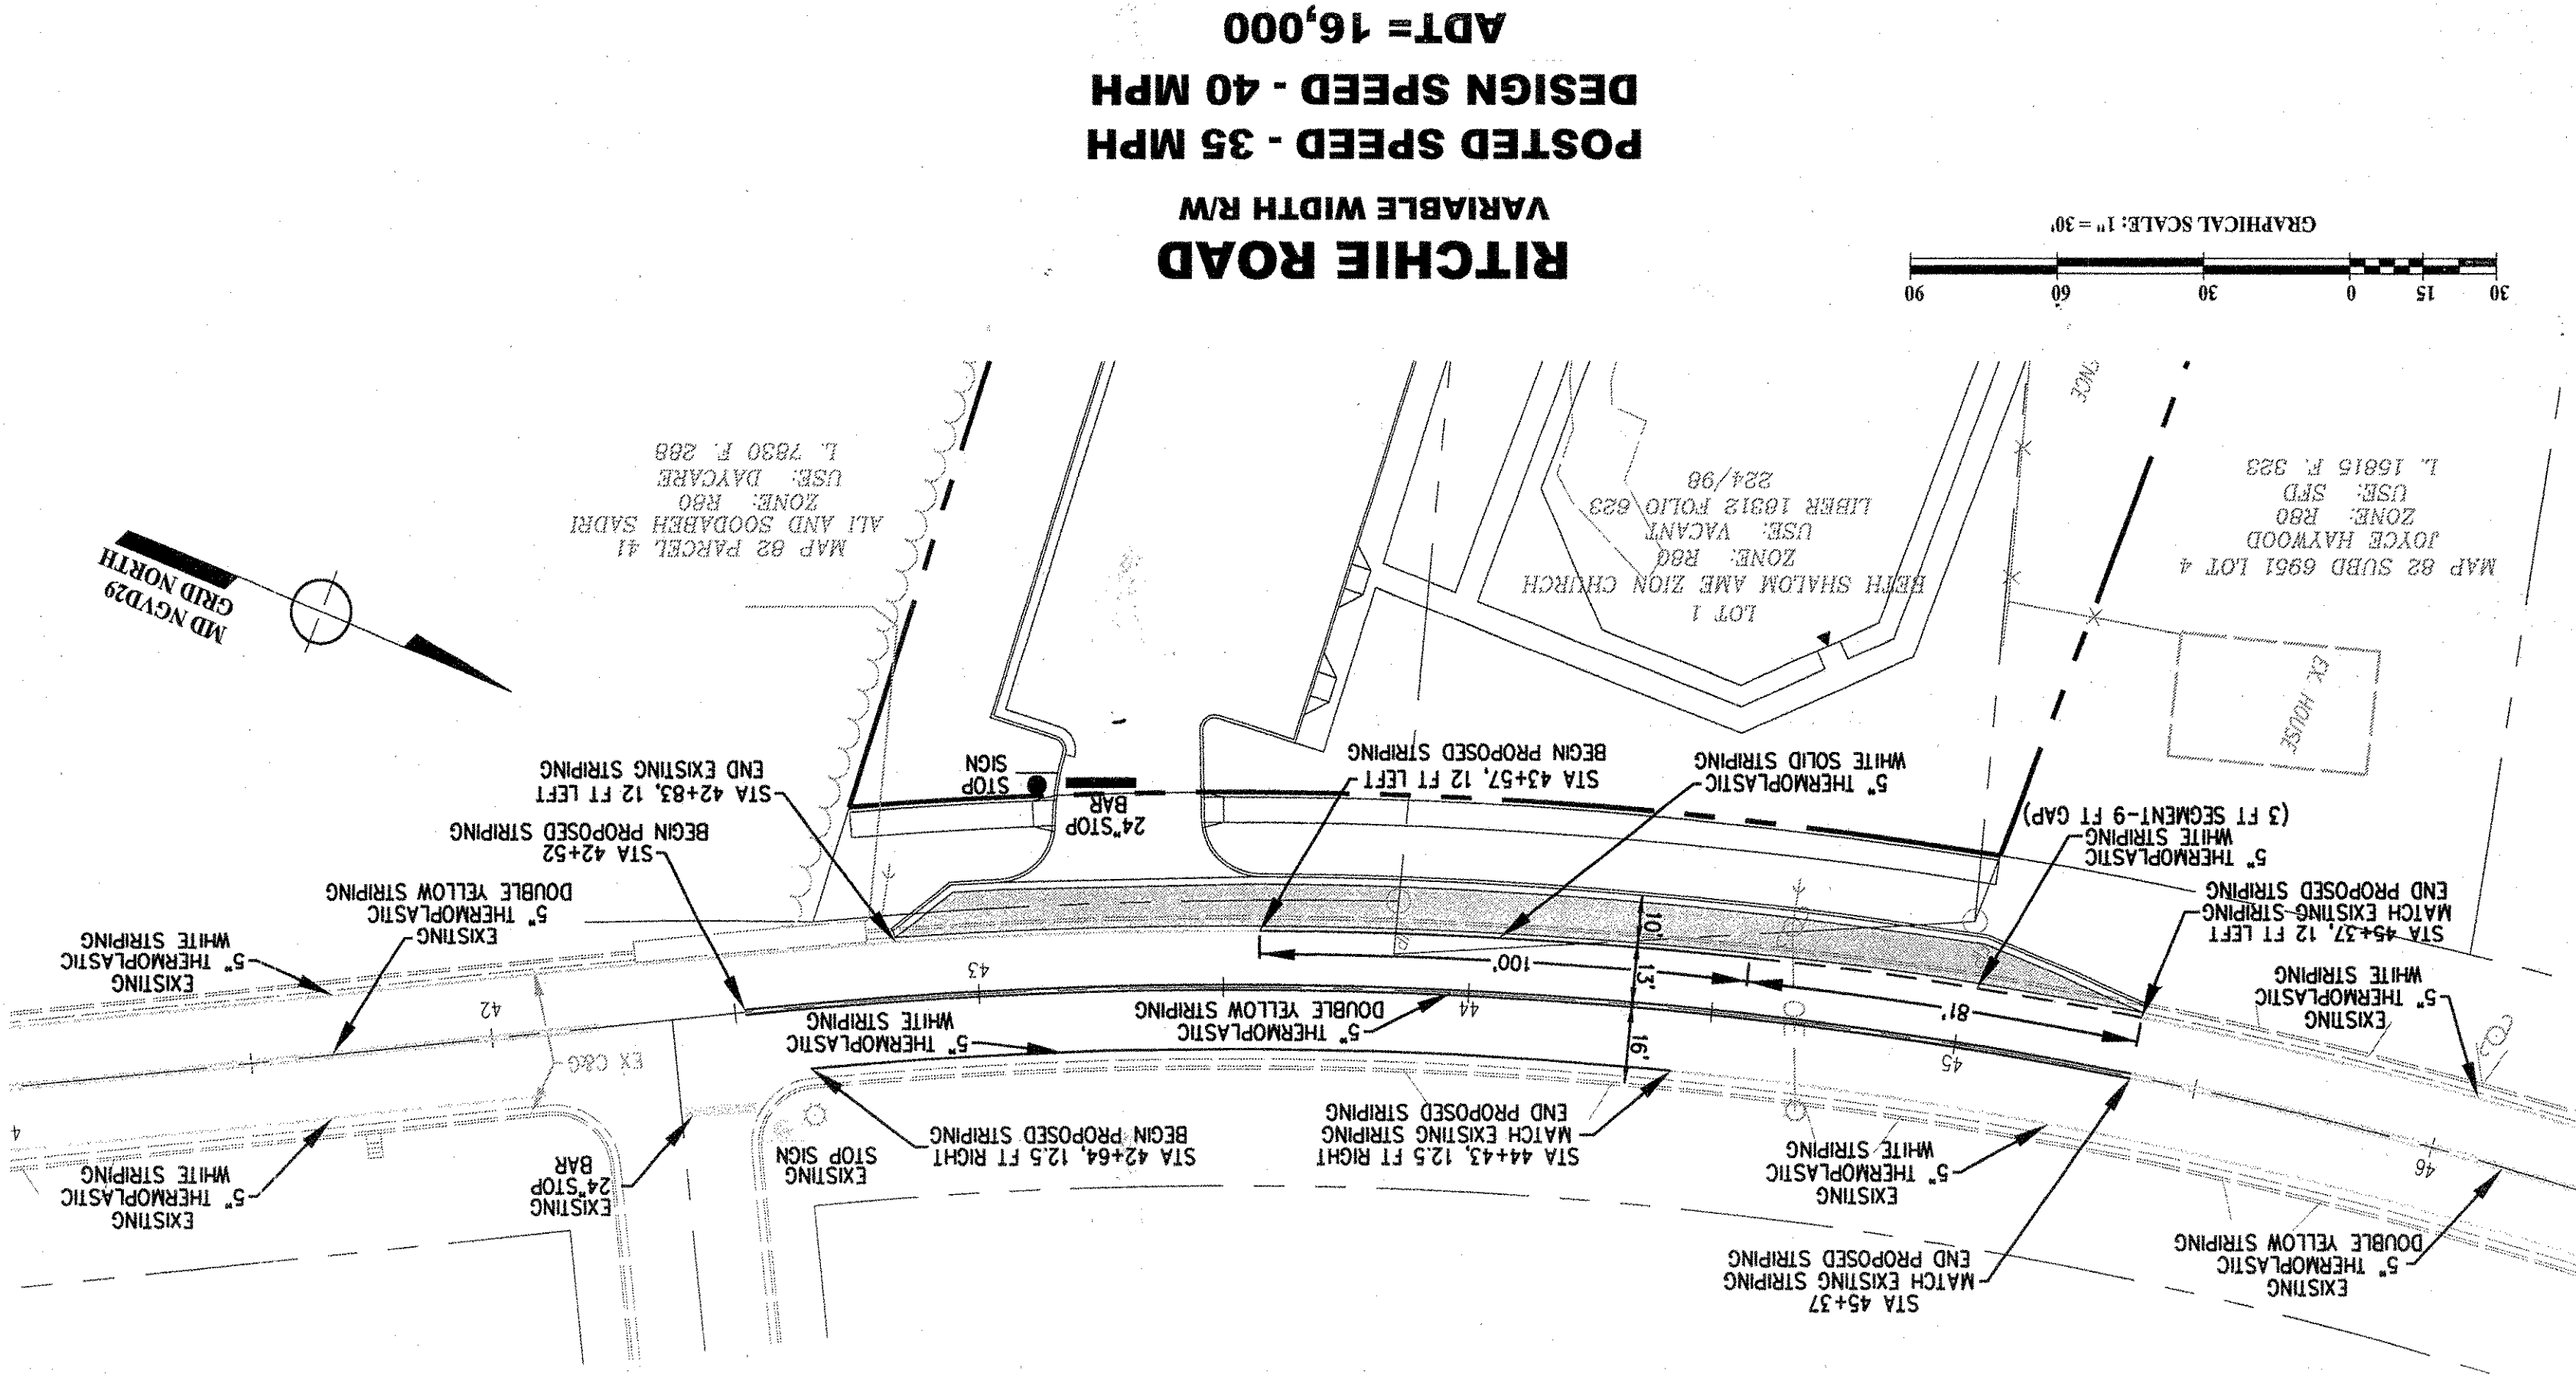 EXISTING
5" THERMOPLASTIC
DOUBLE YELLOW STRIPING
STA 45+37
MATCH EXISTING STRIPING
END PROPOSED STRIPING
EXISTING
5" THERMOPLASTIC
WHITE STRIPING
STA 44+43, 12.5 FT RIGHT
MATCH EXISTING STRIPING
END PROPOSED STRIPING
STA 42+64, 12.5 FT RIGHT
BEGIN PROPOSED STRIPING
EXISTING
STOP SIGN
EXISTING
24"STOP
BAR
EXISTING
5" THERMOPLASTIC
WHITE STRIPING
4
46
45
44
43
42
EX C&G
16'
13'
10'
81'
100'
5" THERMOPLASTIC
DOUBLE YELLOW STRIPING
5" THERMOPLASTIC
WHITE STRIPING
EXISTING
5" THERMOPLASTIC
WHITE STRIPING
STA 45+37, 12 FT LEFT
MATCH EXISTING STRIPING
END PROPOSED STRIPING
5" THERMOPLASTIC
WHITE STRIPING
(3 FT SEGMENT-9 FT GAP)
5" THERMOPLASTIC
WHITE SOLID STRIPING
STA 43+57, 12 FT LEFT
BEGIN PROPOSED STRIPING
24"STOP
BAR
STOP
SIGN
STA 42+52
BEGIN PROPOSED STRIPING
STA 42+83, 12 FT LEFT
END EXISTING STRIPING
EXISTING
5" THERMOPLASTIC
DOUBLE YELLOW STRIPING
EXISTING
5" THERMOPLASTIC
WHITE STRIPING
EX. HOUSE
MAP 82 SUBD 6951 LOT 4
JOYCE HAYWOOD
ZONE: R80
USE: SFD
L. 15815 F. 323
LOT 1
BETH SHALOM AME ZION CHURCH
ZONE: R80
USE: VACANT
LIBER 16312 FOLIO 623
224/98
MAP 82 PARCEL 41
ALI AND SOODABEH SADRI
ZONE: R80
USE: DAYCARE
L. 7830 F. 288
MD NGVD29
GRID NORTH
ENCE
30 15 0 30 60 90
GRAPHICAL SCALE: 1" = 30'
RITCHIE ROAD
VARIABLE WIDTH R/W
POSTED SPEED - 35 MPH
DESIGN SPEED - 40 MPH
ADT= 16,000